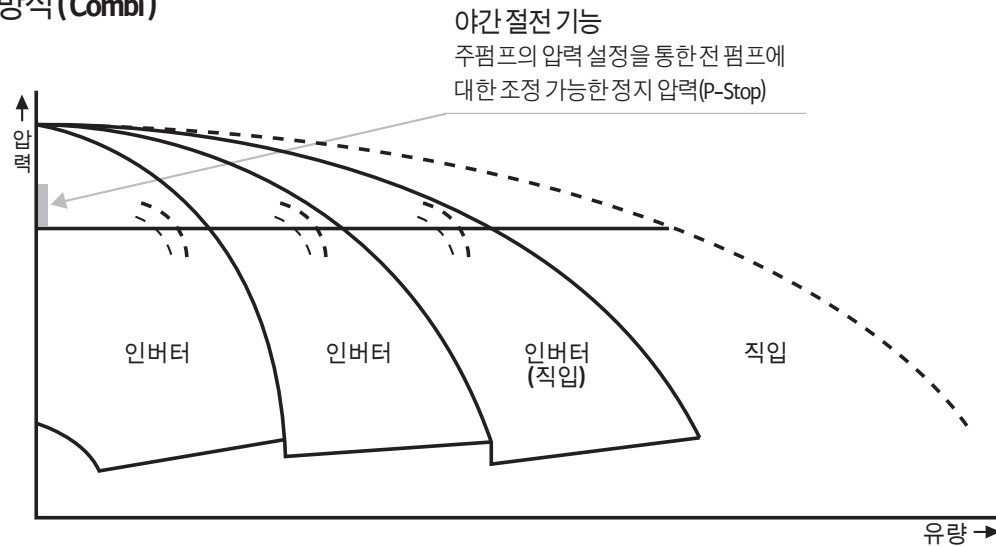 방식(Combi)
야간 절전 기능
주펌프의 압력 설정을 통한 전 펌프에
대한 조정 가능한 정지 압력(P-Stop)
압력
인버터
인버터
인버터
(직입)
직입
유량